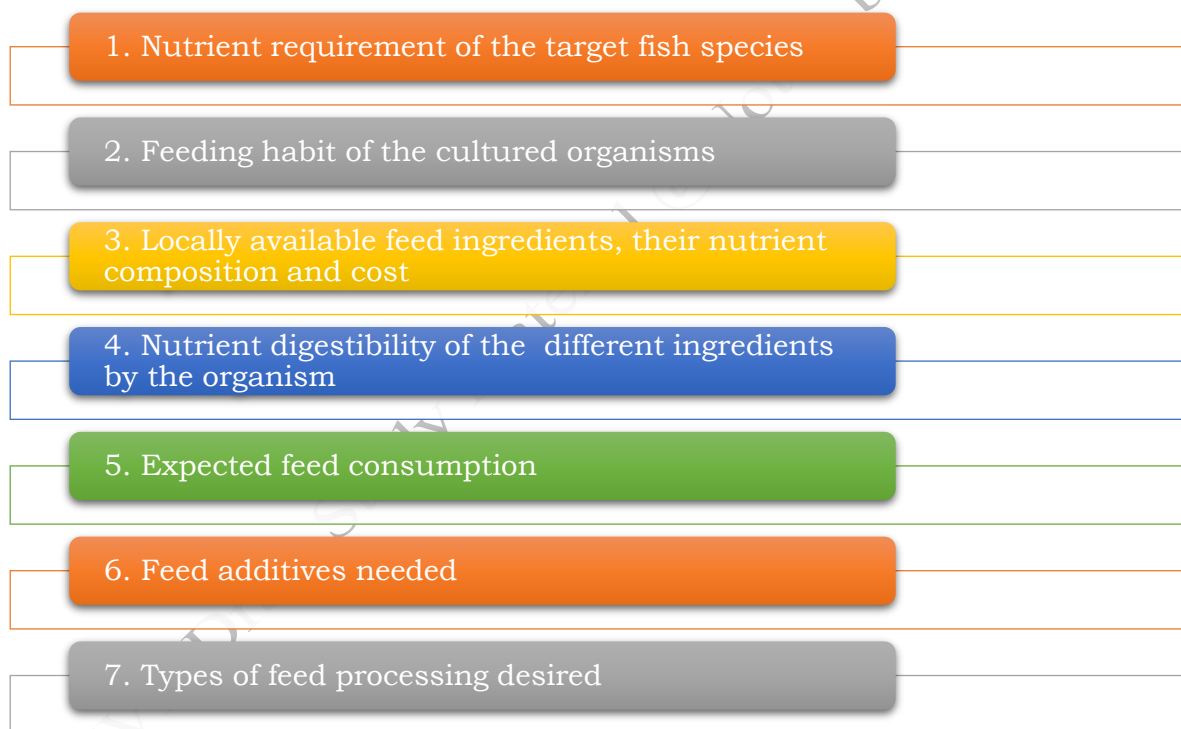 1. Nutrient requirement of the target fish species
2. Feeding habit of the cultured organisms
3. Locally available feed ingredients, their nutrient
composition and cost
4. Nutrient digestibility of the different ingredients
by the organism
5. Expected feed consumption
6. Feed additives needed
7. Types of feed processing desired